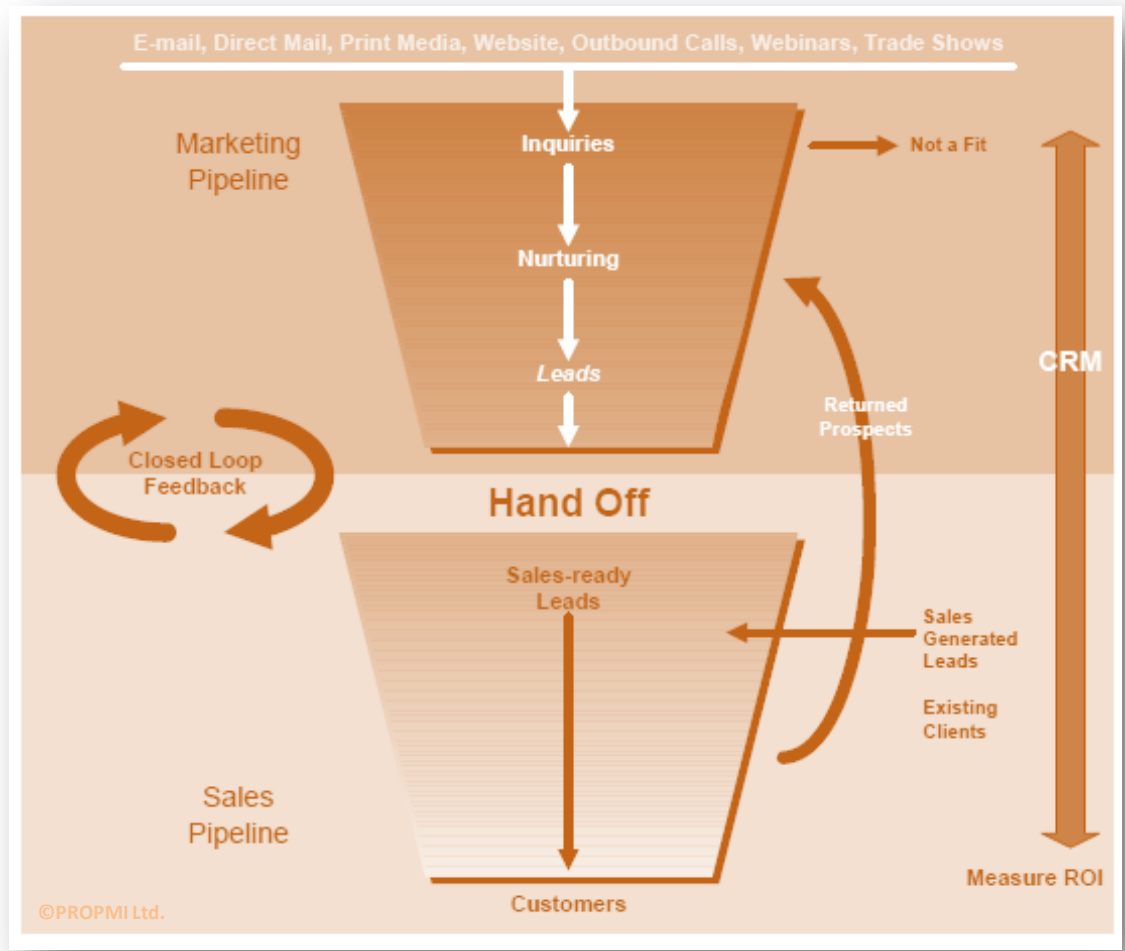 E-mail, Direct Mail, Print Media, Website, Outbound Calls, Webinars, Trade Shows
Marketing
Pipeline
Inquiries
Not a Fit
Nurturing
Leads
CRM
Returned
Prospects
Closed Loop
Feedback
Hand Off
Sales-ready
Leads
Sales
Generated
Leads
Existing
Clients
Sales
Pipeline
Measure ROI
Customers
©PROPMI Ltd.